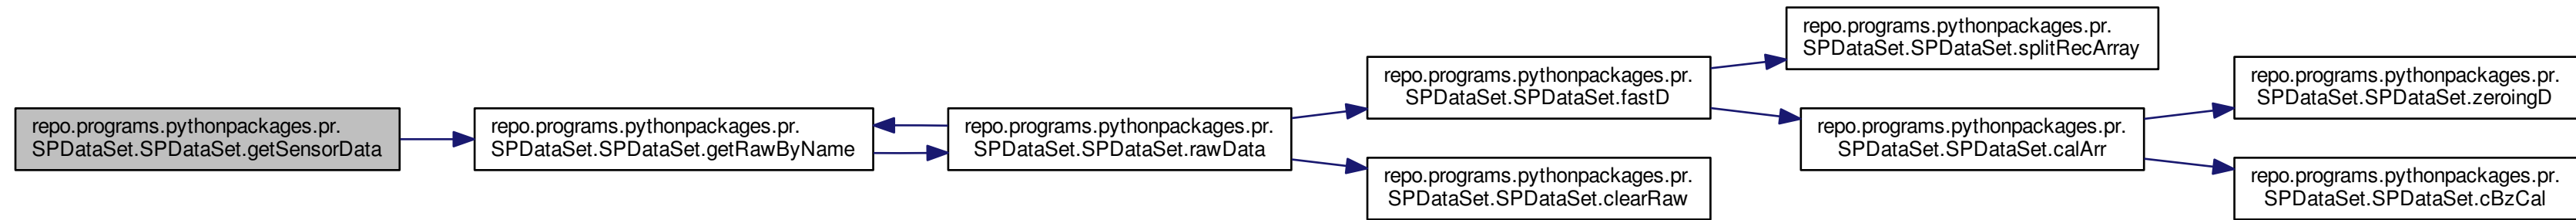 repo.programs.pythonpackages.pr.
SPDataSet.SPDataSet.getSensorData
repo.programs.pythonpackages.pr.
SPDataSet.SPDataSet.getRawByName
repo.programs.pythonpackages.pr.
SPDataSet.SPDataSet.rawData
repo.programs.pythonpackages.pr.
SPDataSet.SPDataSet.fastD
repo.programs.pythonpackages.pr.
SPDataSet.SPDataSet.clearRaw
repo.programs.pythonpackages.pr.
SPDataSet.SPDataSet.splitRecArray
repo.programs.pythonpackages.pr.
SPDataSet.SPDataSet.calArr
repo.programs.pythonpackages.pr.
SPDataSet.SPDataSet.zeroingD
repo.programs.pythonpackages.pr.
SPDataSet.SPDataSet.cBzCal